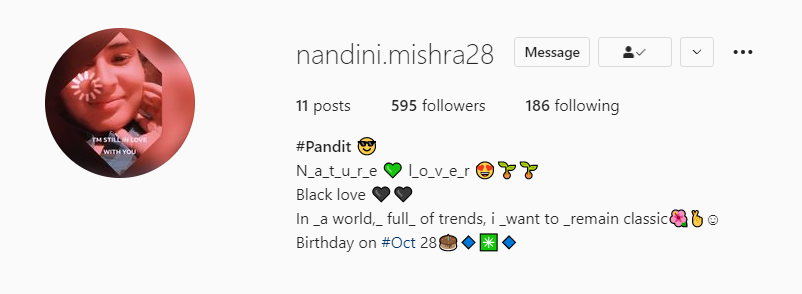 nandini.mishra28 Message
11 posts 595 followers 186 following
#Pandit 😎
N_a_t_u_r_e 💚 l_o_v_e_r 😍🌱🌱
Black love 🖤🖤
In _a world,_ full_ of trends, i _want to _remain classic🌺🫰☺
Birthday on #Oct 28🎂🔷✳️🔷
I'M STILL IN LOVE
WITH YOU